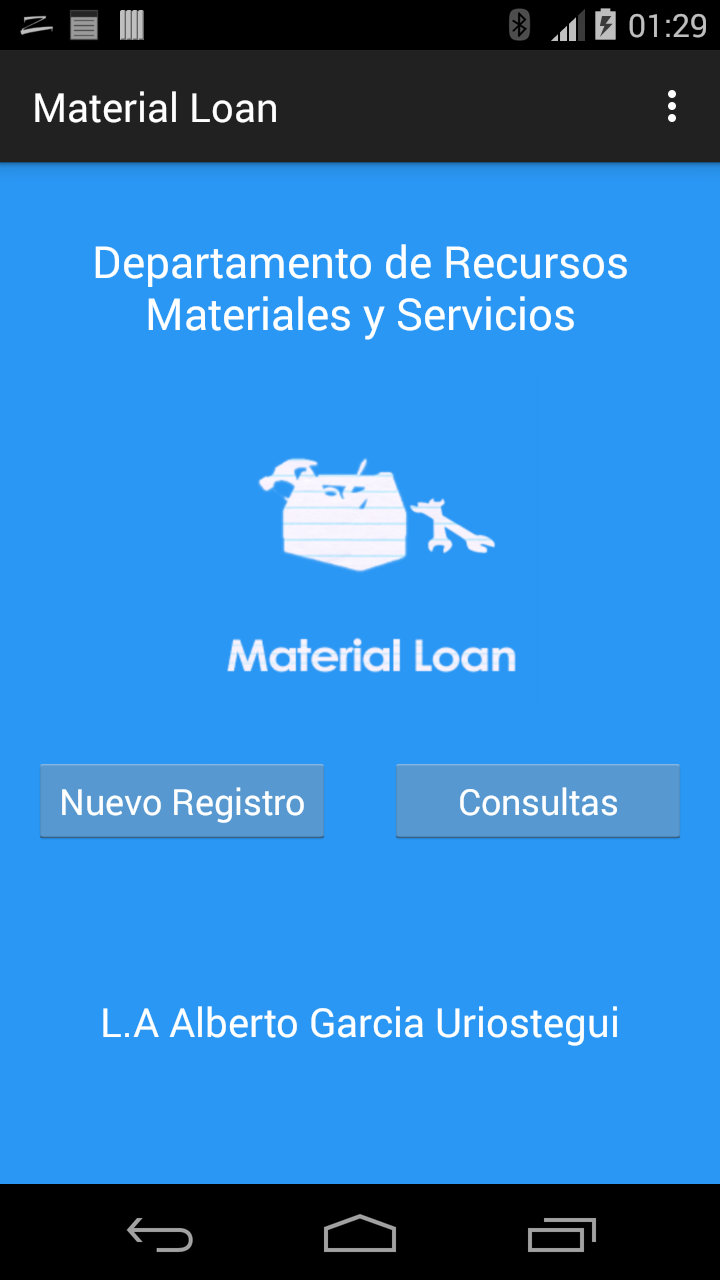 01:29
Material Loan
Departamento de Recursos
Materiales y Servicios
Material Loan
Nuevo Registro
Consultas
L.A Alberto Garcia Uriostegui